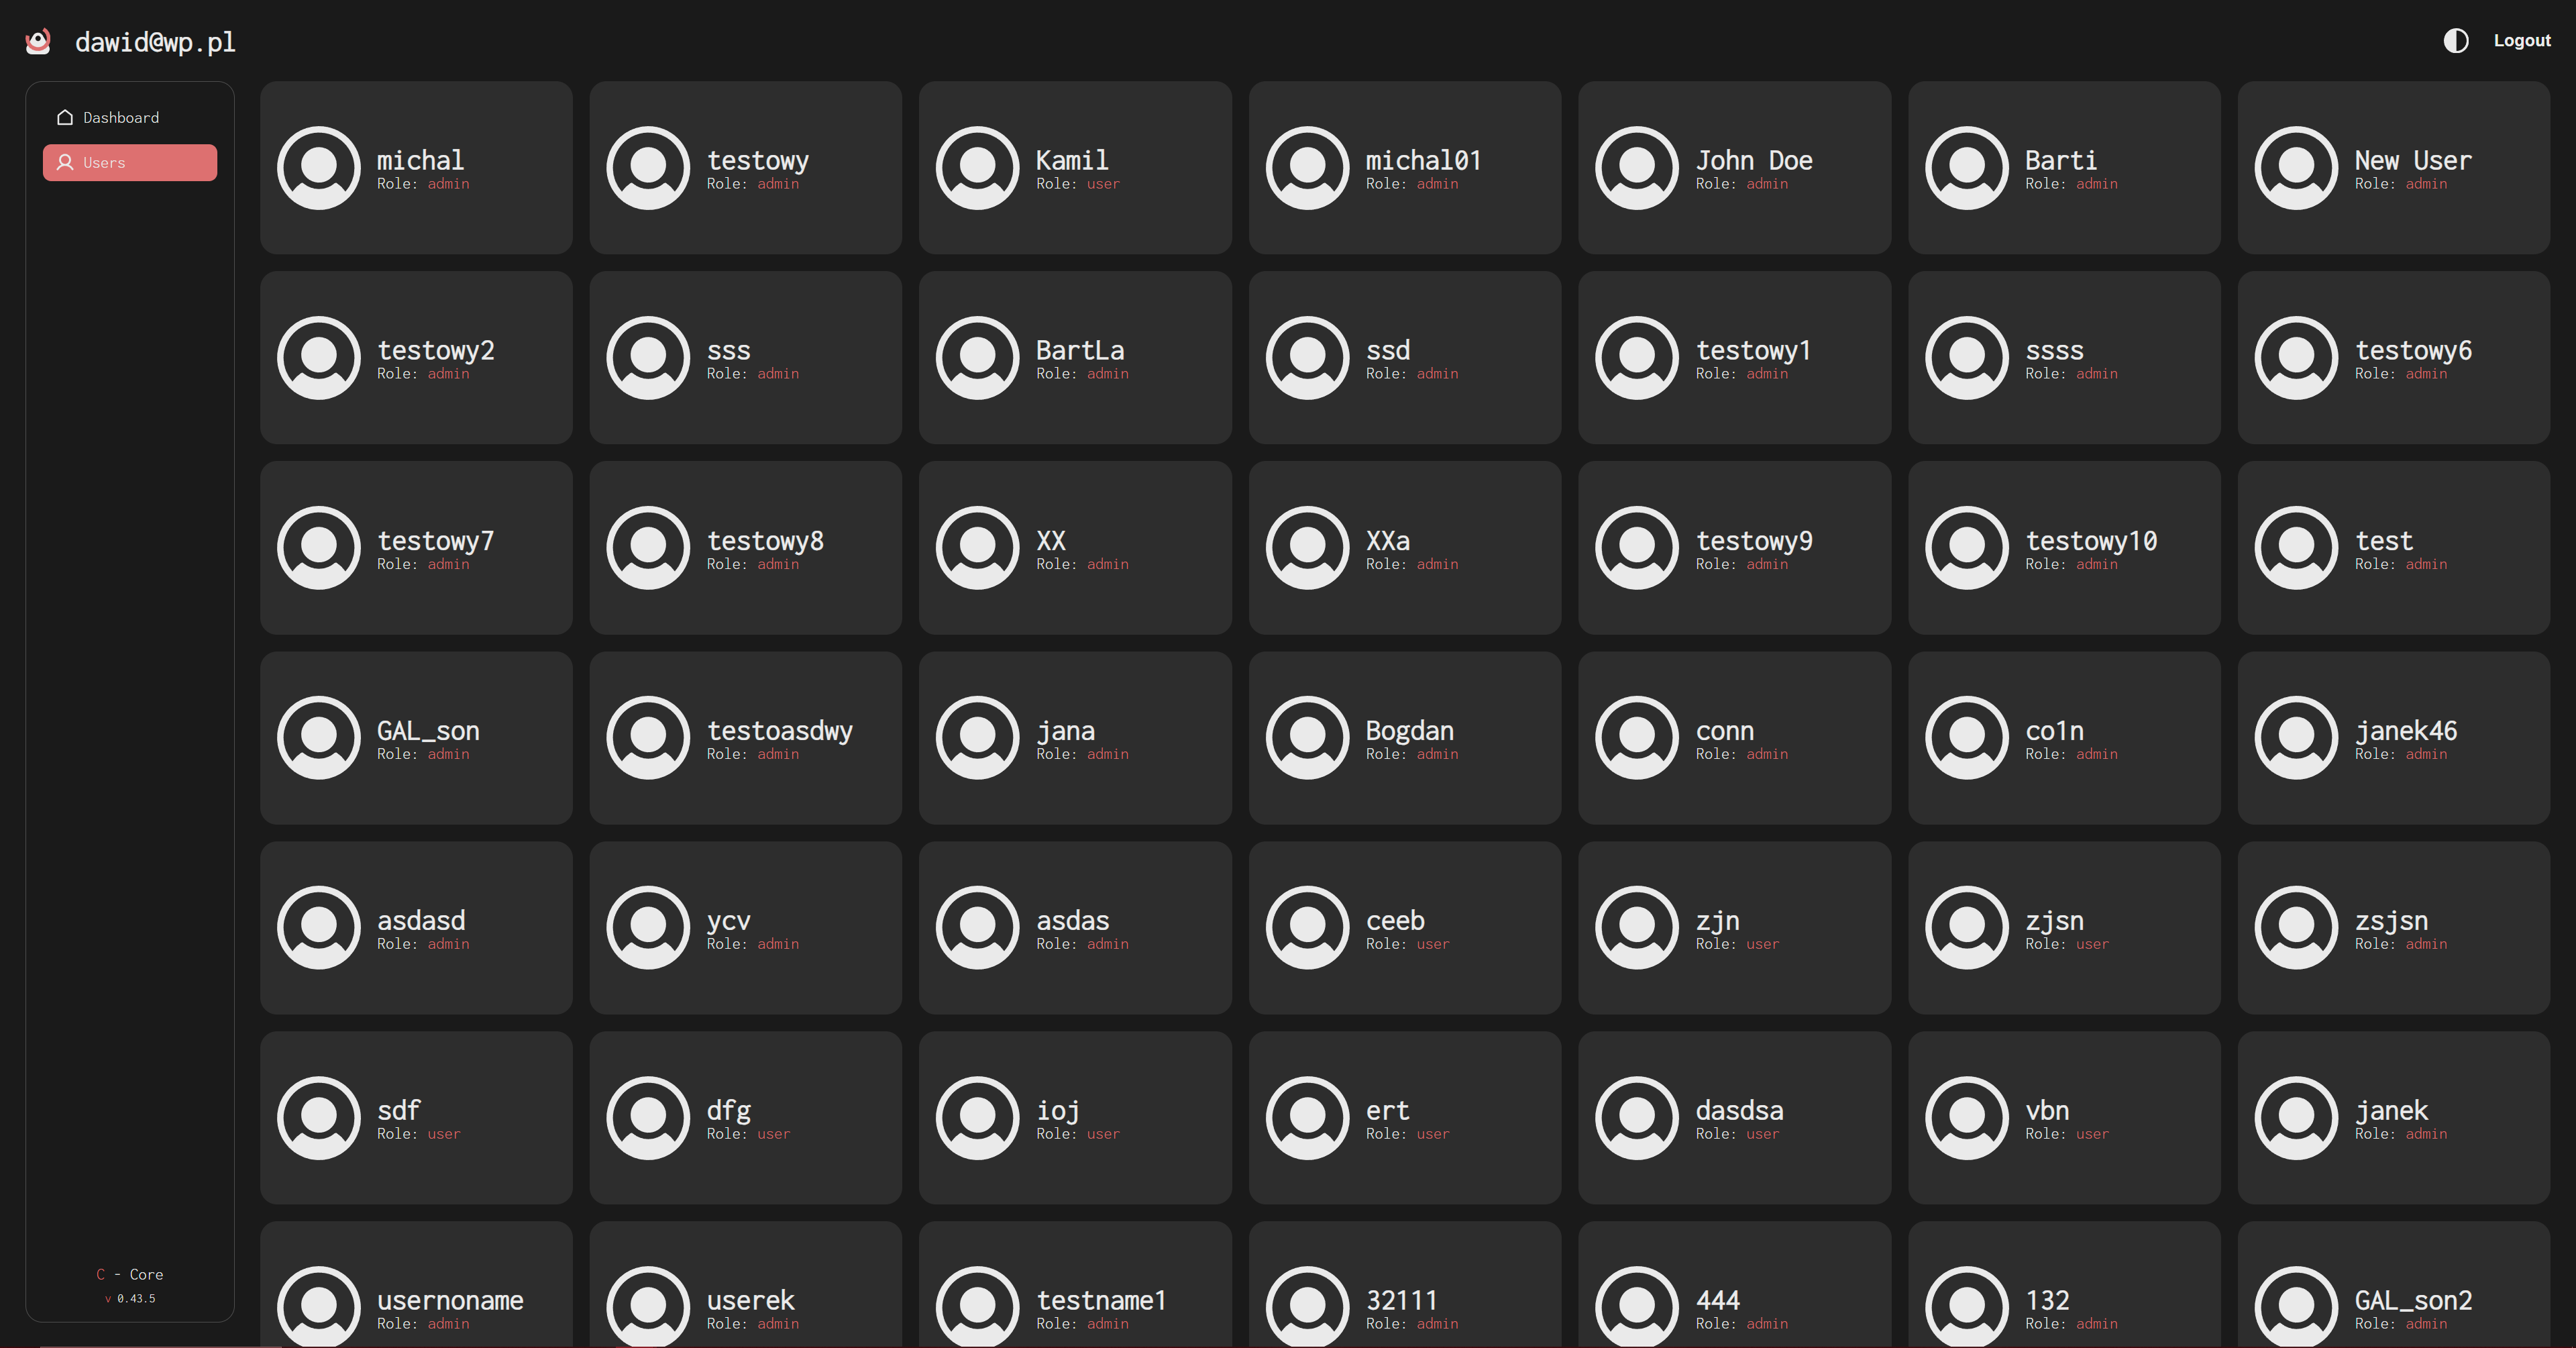 dawid@wp.pl
Logout
Dashboard
Users
michal
Role: admin
testowy
Role: admin
Kamil
Role: user
michal01
Role: admin
John Doe
Role: admin
Barti
Role: admin
New User
Role: admin
testowy2
Role: admin
sss
Role: admin
BartLa
Role: admin
ssd
Role: admin
testowy1
Role: admin
ssss
Role: admin
testowy6
Role: admin
testowy7
Role: admin
testowy8
Role: admin
XX
Role: admin
XXa
Role: admin
testowy9
Role: admin
testowy10
Role: admin
test
Role: admin
GAL_son
Role: admin
testoasdwy
Role: admin
jana
Role: admin
Bogdan
Role: admin
conn
Role: admin
co1n
Role: admin
janek46
Role: admin
asdasd
Role: admin
ycv
Role: admin
asdas
Role: admin
ceeb
Role: user
zjn
Role: user
zjsn
Role: user
zsjsn
Role: admin
sdf
Role: user
dfg
Role: user
ioj
Role: user
ert
Role: user
dasdsa
Role: user
vbn
Role: user
janek
Role: admin
usernoname
Role: admin
userek
Role: admin
testname1
Role: admin
32111
Role: admin
444
Role: admin
132
Role: admin
GAL_son2
Role: admin
C - Core
v 0.43.5